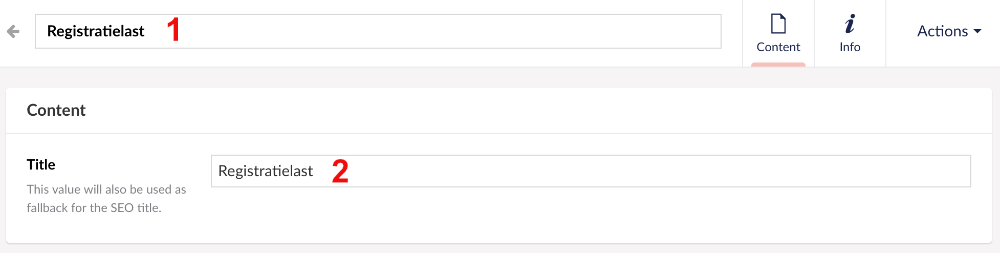 Registratielast 1
Content
Info
Actions
Content
Title
Registratielast 2
This value will also be used as
fallback for the SEO title.